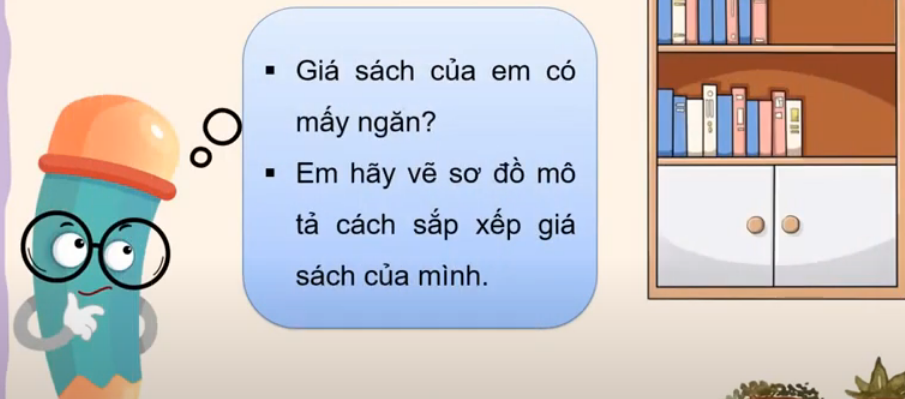 ▪ Giá sách của em có
mấy ngăn?
▪ Em hãy vẽ sơ đồ mô
tả cách sắp xếp giá
sách của mình.